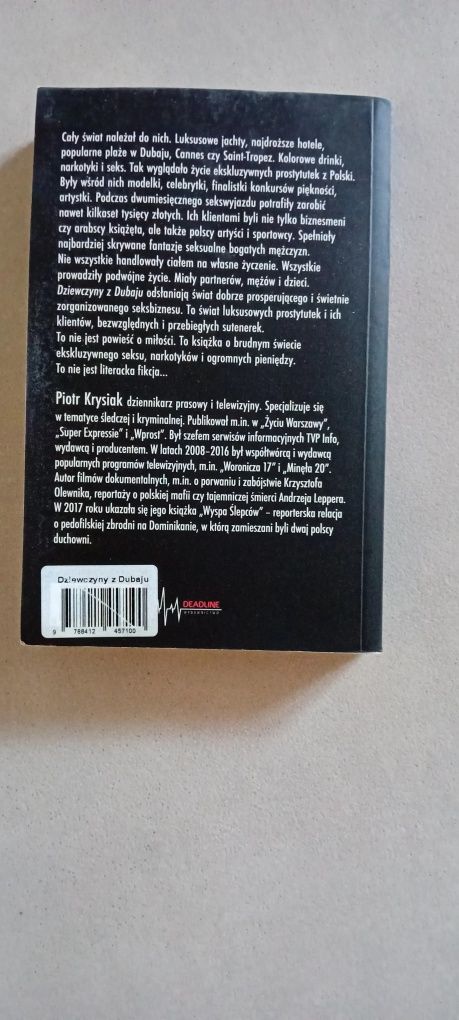 Cały świat należał do nich. Luksusowe jachty, najdroższe hotele,
popularne plaże w Dubaju, Cannes czy Saint-Tropez. Kolorowe drinki,
narkotyki i seks. Tak wyglądało życie ekskluzywnych prostytutek z Polski.
Były wśród nich modelki, celebrytki, finalistki konkursów piękności,
artystki. Podczas dwumiesięcznego sekswyjazdu potrafiły zarobić
nawet kilkaset tysięcy złotych. Ich klientami byli nie tylko biznesmeni
czy arabscy książęta, ale także polscy artyści i sportowcy. Spełniały
najbardziej skrywane fantazje seksualne bogatych mężczyzn.
Nie wszystkie handlowały ciałem na własne życzenie. Wszystkie
prowadziły podwójne życie. Miały partnerów, mężów i dzieci.
Dziewczyny z Dubaju odsłaniają świat dobrze prosperującego i świetnie
zorganizowanego seksbiznesu. To świat luksusowych prostytutek i ich
klientów, bezwzględnych i przebiegłych sutenerek.
To nie jest powieść o miłości. To książka o brudnym świecie
ekskluzywnego seksu, narkotyków i ogromnych pieniędzy.
To nie jest literacka fikcja...
Piotr Krysiak dziennikarz prasowy i telewizyjny. Specjalizuje się
w tematyce śledczej i kryminalnej. Publikował m.in. w „Życiu Warszawy”,
„Super Expressie” i „Wprost”. Był szefem serwisów informacyjnych TVP Info,
wydawcą i producentem. W latach 2008–2016 był współtwórcą i wydawcą
popularnych programów telewizyjnych, m.in. „Woronicza 17” i „Minęła 20”.
Autor filmów dokumentalnych, m.in. o porwaniu i zabójstwie Krzysztofa
Olewnika, reportaży o polskiej mafii czy tajemniczej śmierci Andrzeja Leppera.
W 2017 roku ukazała się jego książka „Wyspa Ślepców” – reporterska relacja
o pedofilskiej zbrodni na Dominikanie, w którą zamieszani byli dwaj polscy
duchowni.
Dziewczyny z Dubaju
9 788412 457100
DEADLINE
WYDAWNICTWO